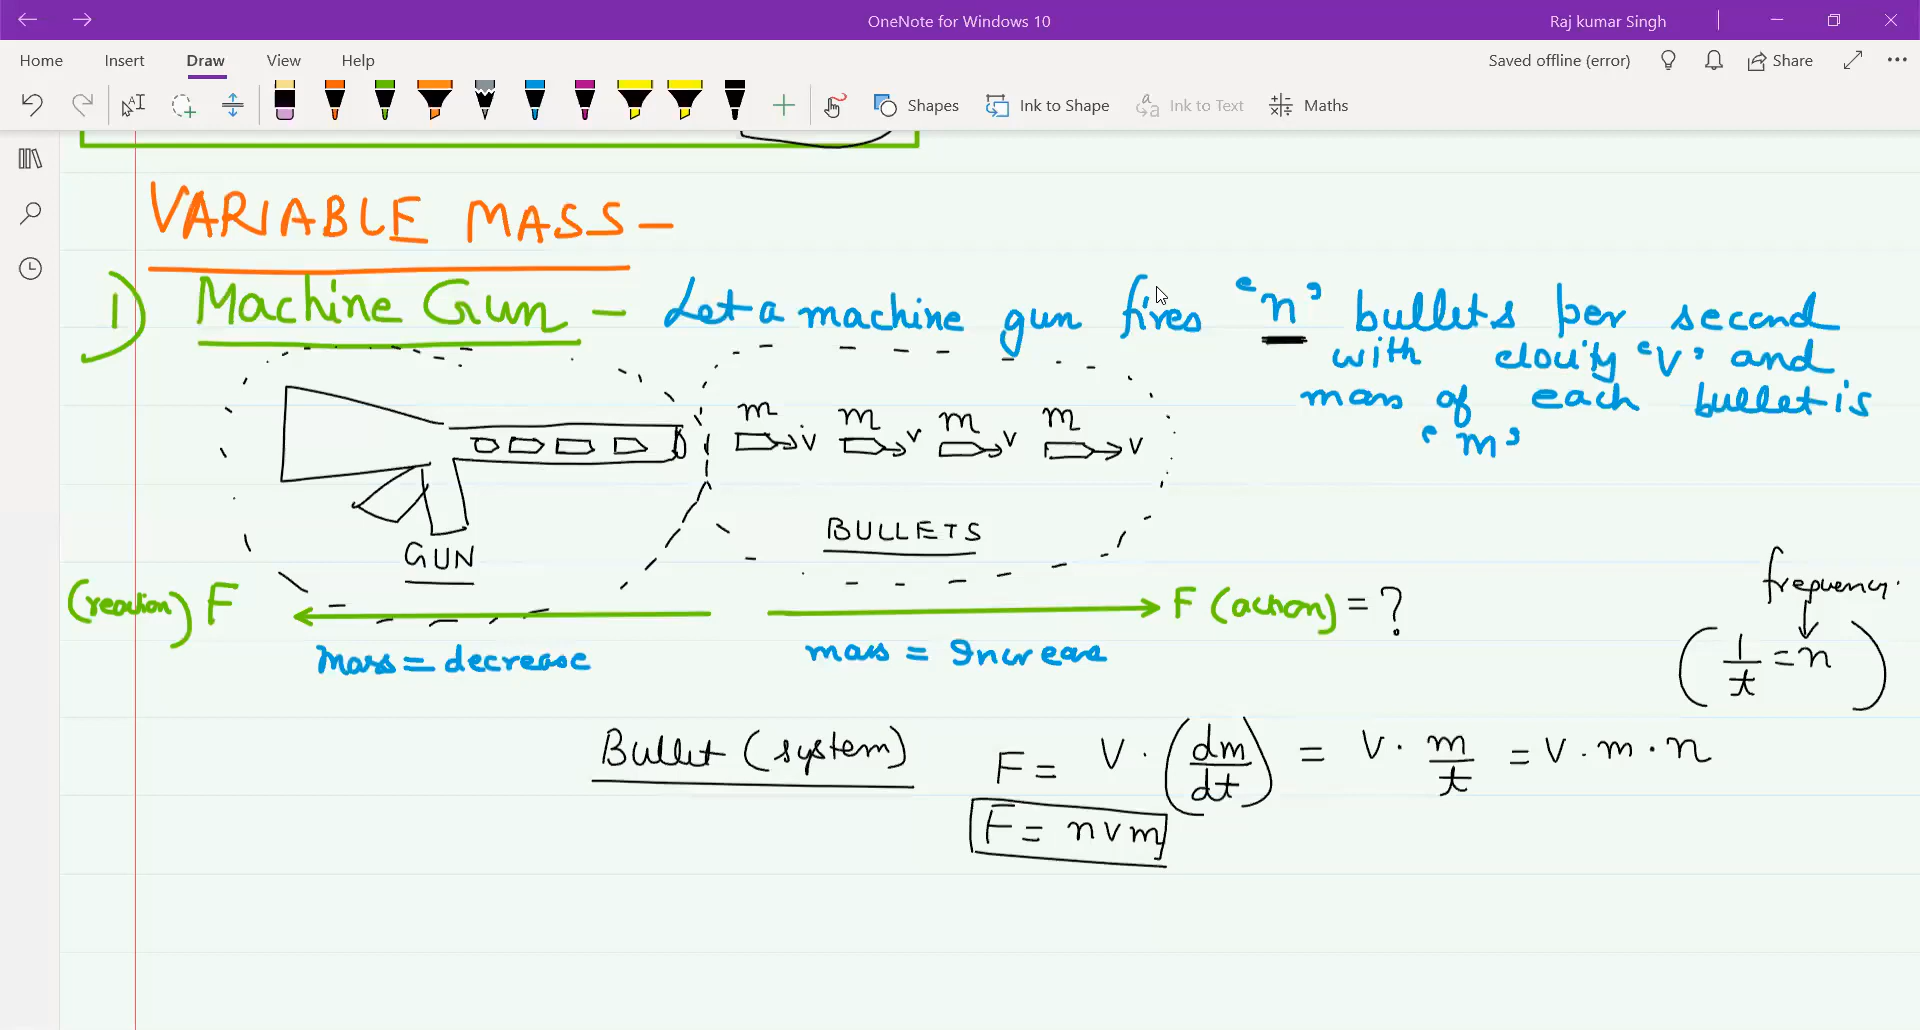 OneNote for Windows 10
Raj kumar Singh
Home Insert Draw View Help
Saved offline (error) Share
Shapes Ink to Shape Ink to Text Maths
VARIABLE MASS -
1) Machine Gun - Let a machine gun fires 'n' bullets per second
with elouity 'V' and
mass of each bullet is
'm'
m m m m
v v v v
BULLETS
GUN
(reaction) F F (action) = ?
frequency
mass = decrease mass = Increase
(1/t = n)
Bullet (system) F = V · (dm/dt) = V · m/t = V · m · n
F = n v m